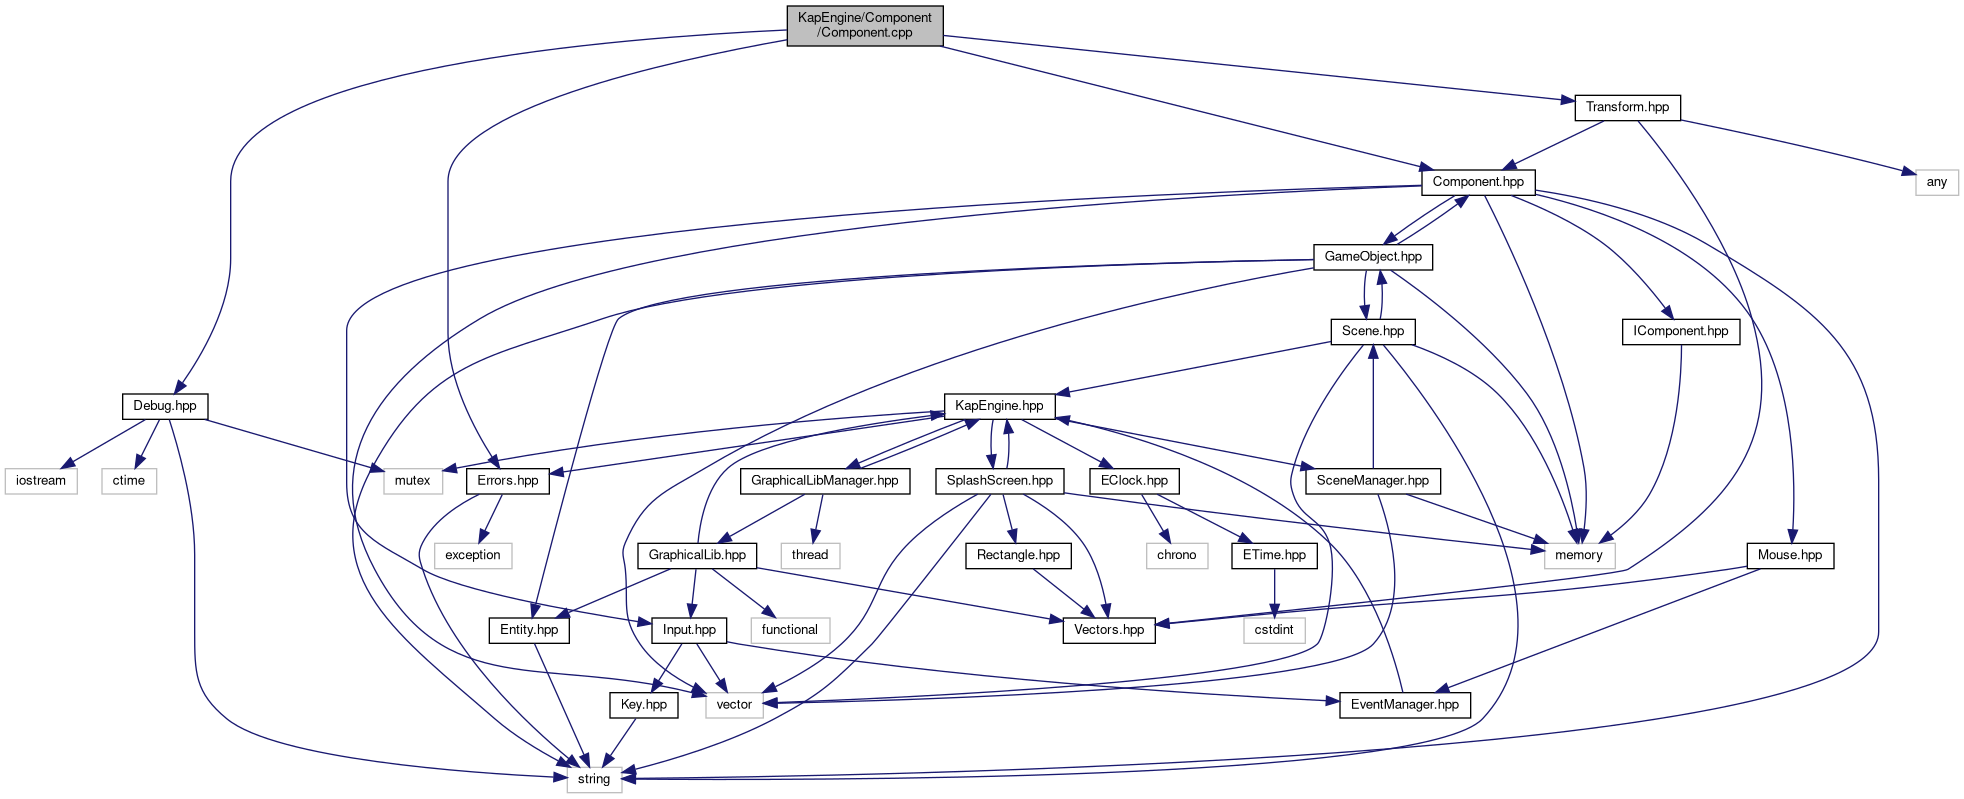 KapEngine/Component
/Component.cpp
Transform.hpp
Component.hpp
any
GameObject.hpp
Scene.hpp
IComponent.hpp
Debug.hpp
KapEngine.hpp
iostream
ctime
mutex
Errors.hpp
GraphicalLibManager.hpp
SplashScreen.hpp
EClock.hpp
SceneManager.hpp
exception
GraphicalLib.hpp
thread
Rectangle.hpp
chrono
ETime.hpp
memory
Mouse.hpp
Entity.hpp
Input.hpp
functional
Vectors.hpp
cstdint
Key.hpp
vector
EventManager.hpp
string